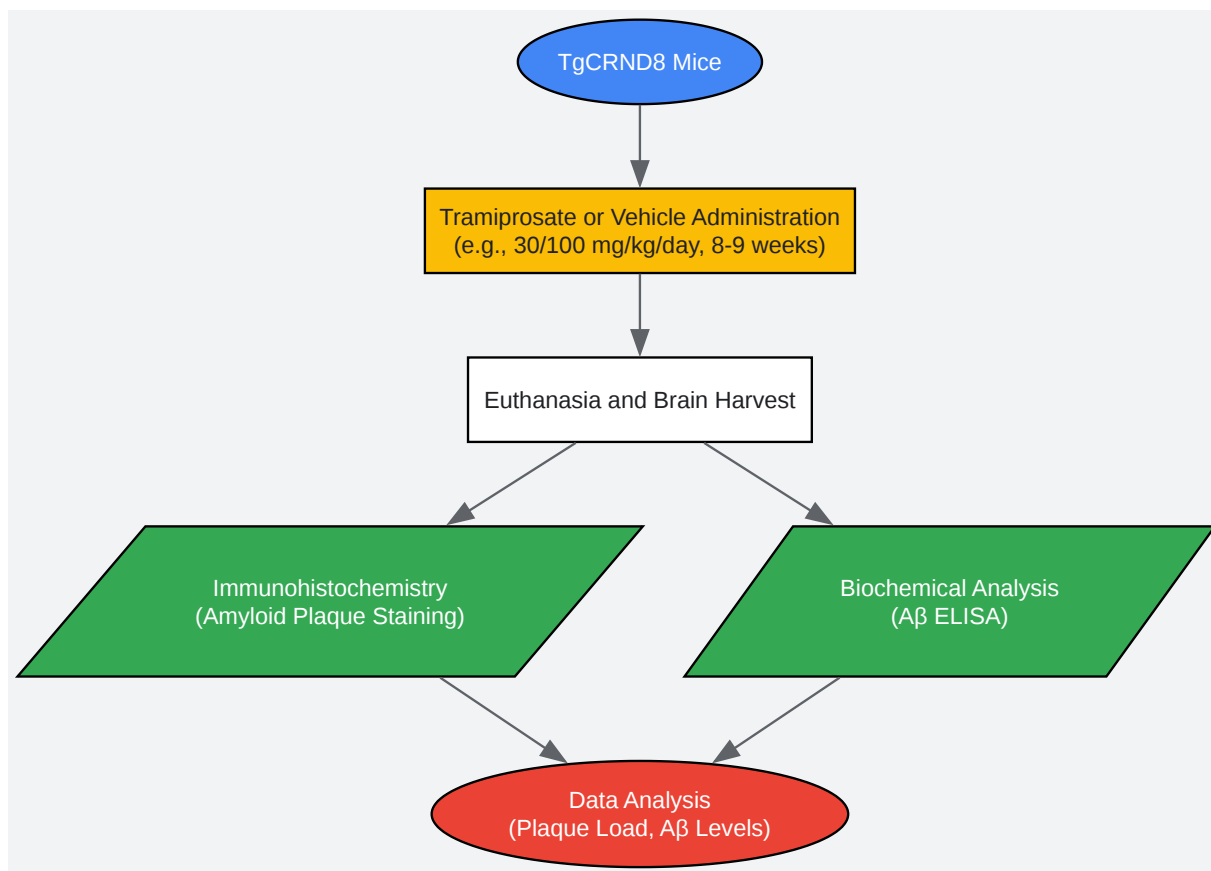 TgCRND8 Mice
Tramiprosate or Vehicle Administration
(e.g., 30/100 mg/kg/day, 8-9 weeks)
Euthanasia and Brain Harvest
Immunohistochemistry
(Amyloid Plaque Staining)
Biochemical Analysis
(Aβ ELISA)
Data Analysis
(Plaque Load, Aβ Levels)